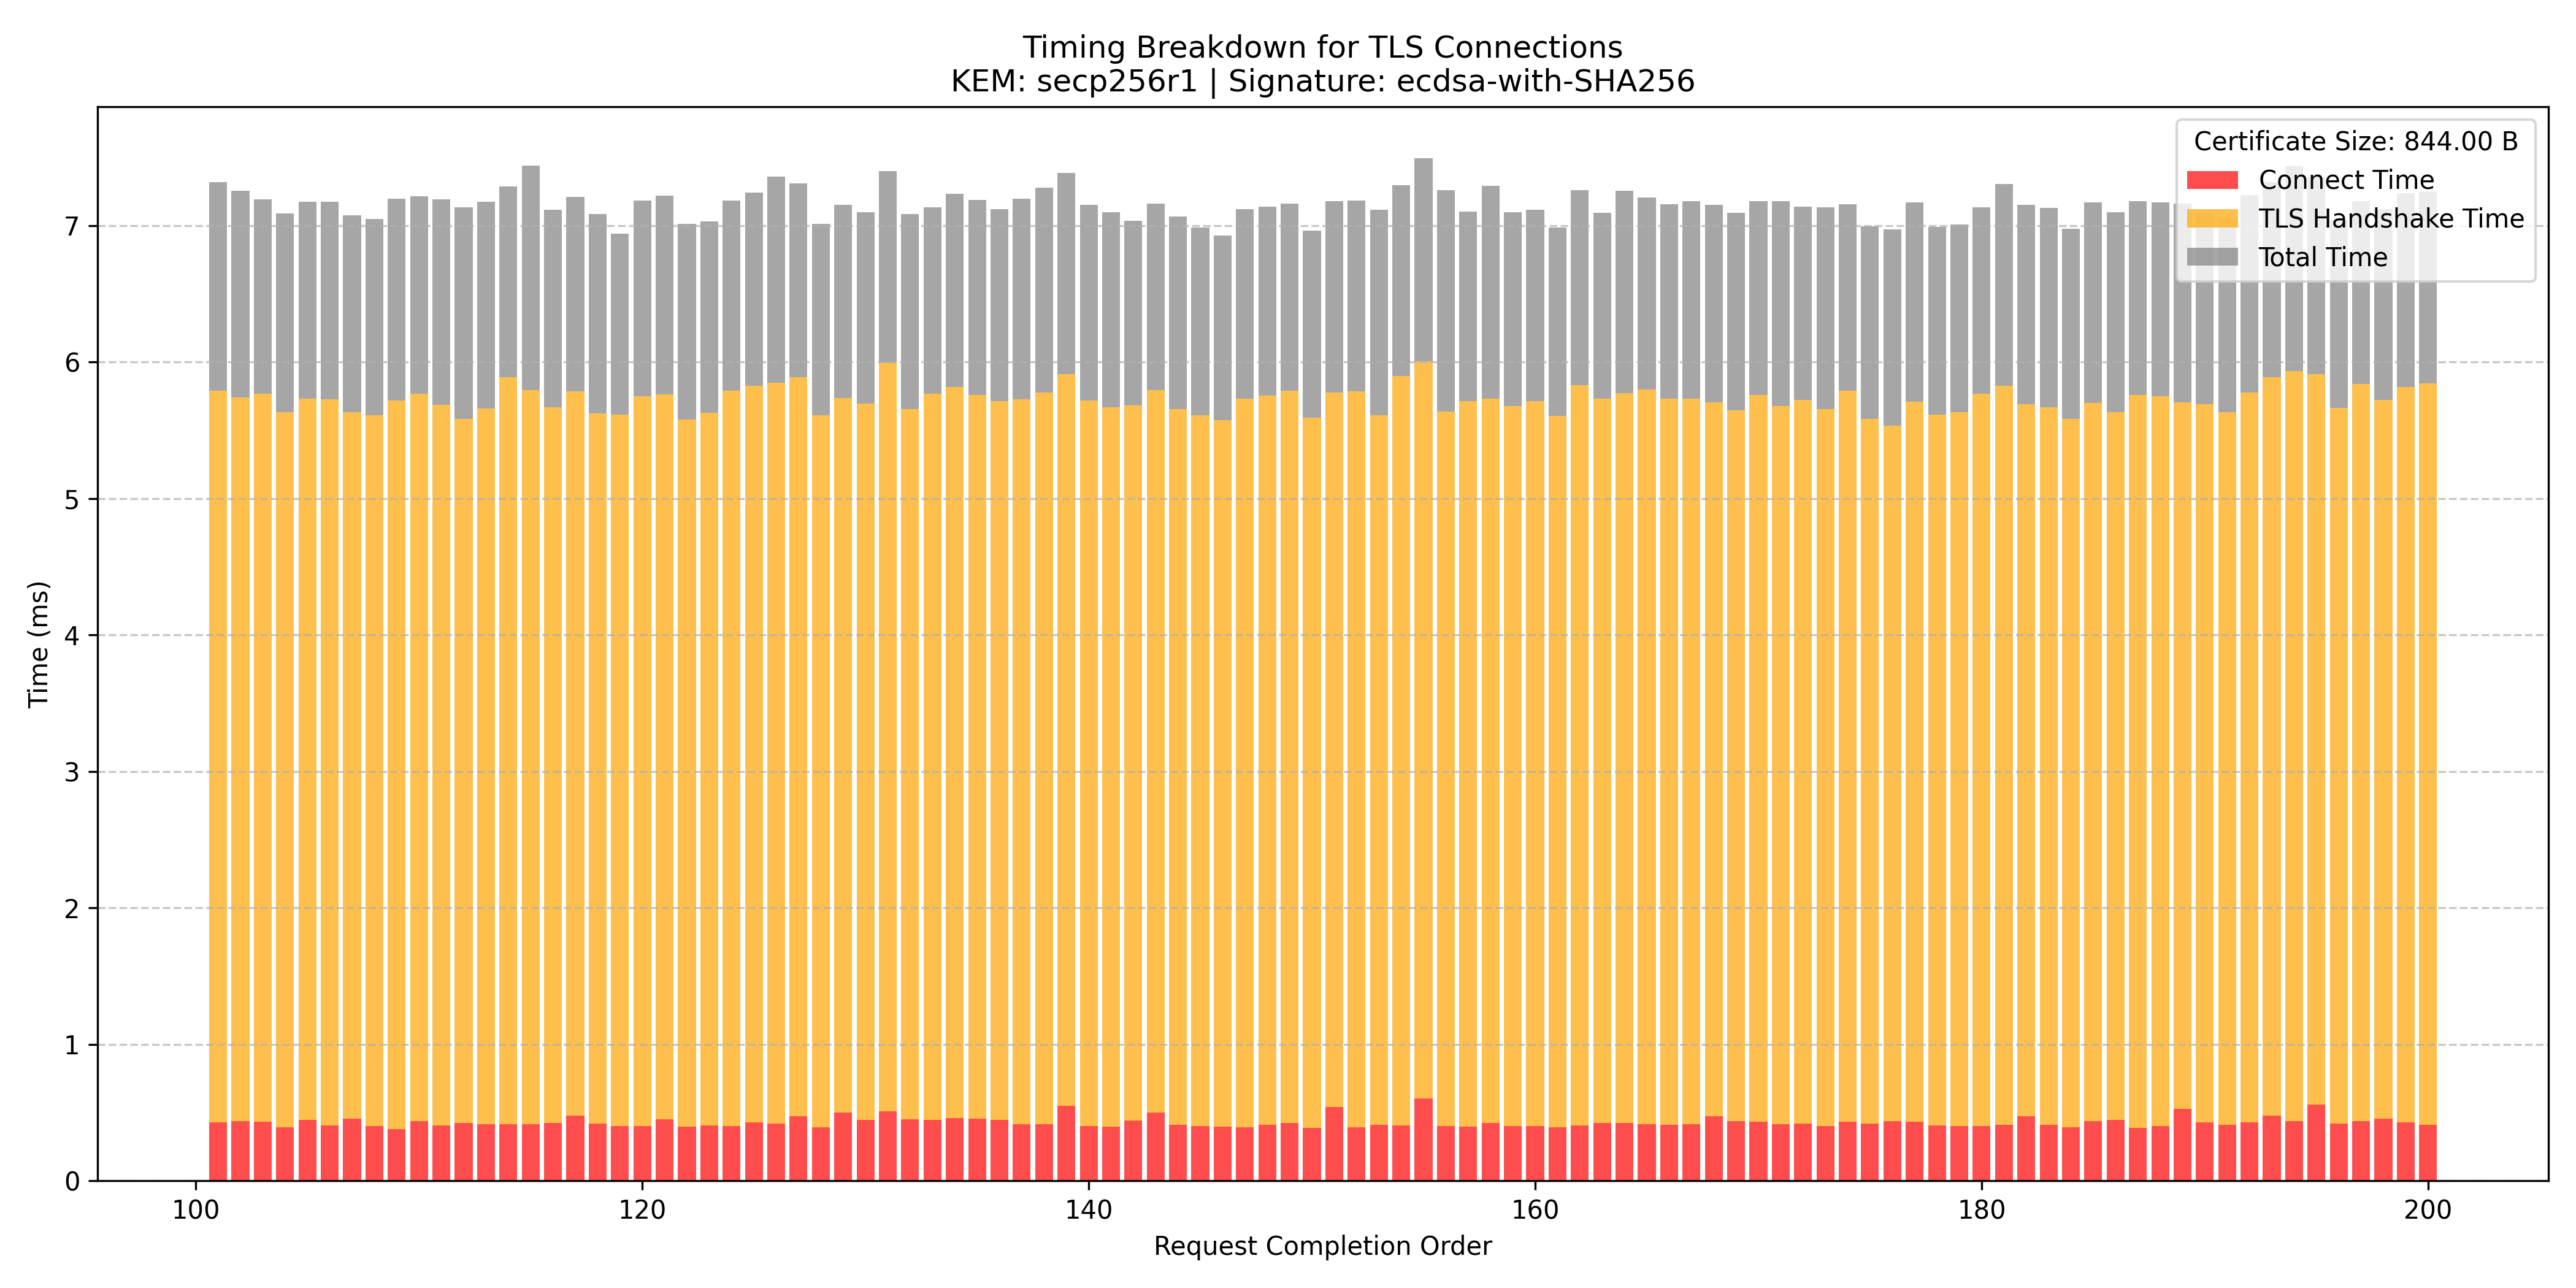 Timing Breakdown for TLS Connections
KEM: secp256r1 | Signature: ecdsa-with-SHA256
Certificate Size: 844.00 B
Connect Time
TLS Handshake Time
Total Time
Time (ms)
7
6
5
4
3
2
1
0
100 120 140 160 180 200
Request Completion Order